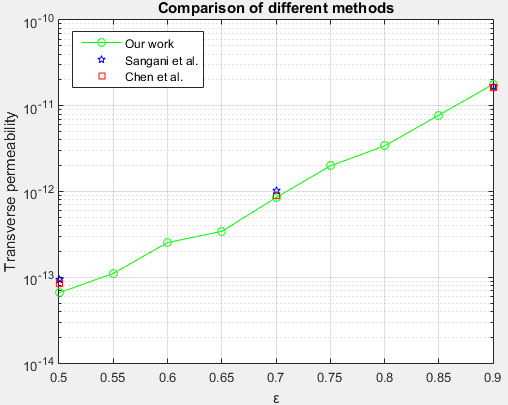 Comparison of different methods
10-10
Our work
Sangani et al.
Chen et al.
10-11
10-12
10-13
10-14
Transverse permeability
0.5 0.55 0.6 0.65 0.7 0.75 0.8 0.85 0.9
ε